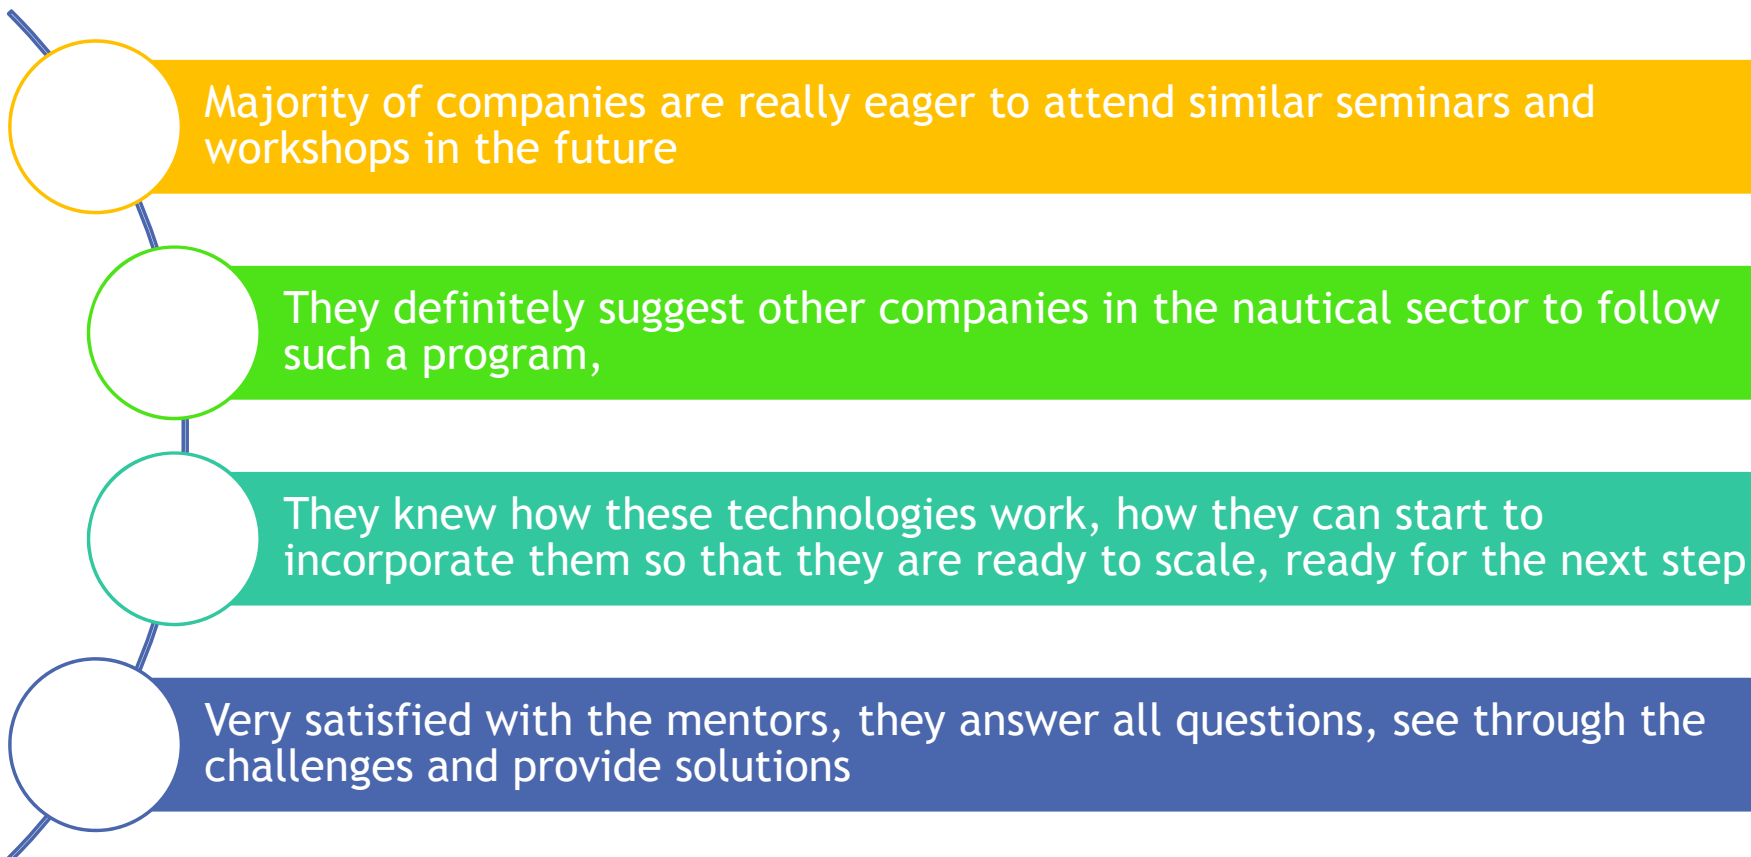 Majority of companies are really eager to attend similar seminars and
workshops in the future
They definitely suggest other companies in the nautical sector to follow
such a program,
They knew how these technologies work, how they can start to
incorporate them so that they are ready to scale, ready for the next step
Very satisfied with the mentors, they answer all questions, see through the
challenges and provide solutions